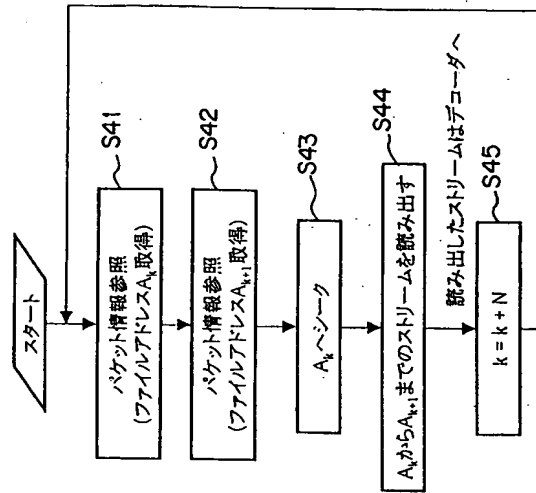 スタート
パケット情報参照
(ファイルアドレスAk取得)
S41
パケット情報参照
(ファイルアドレスAk+1取得)
S42
Akへシーク
S43
AkからAk+1までのストリームを読み出す
S44
読み出したストリームはデコーダへ
k=k+N
S45